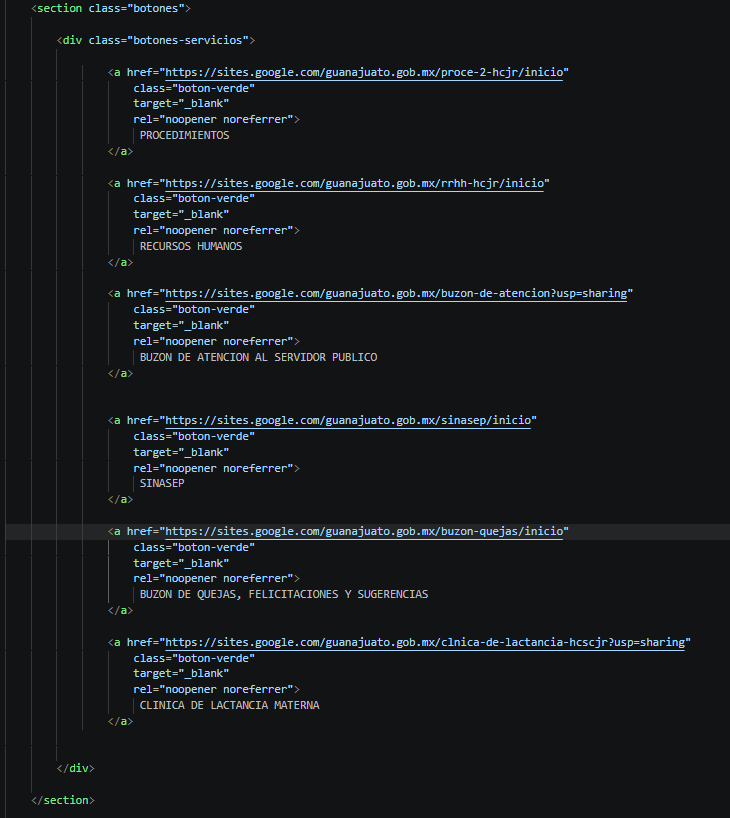 <section class="botones">
<div class="botones-servicios">
<a href="https://sites.google.com/guanajuato.gob.mx/proce-2-hcjr/inicio"
class="boton-verde"
target="_blank"
rel="noopener noreferrer">
PROCEDIMIENTOS
</a>
<a href="https://sites.google.com/guanajuato.gob.mx/rrhh-hcjr/inicio"
class="boton-verde"
target="_blank"
rel="noopener noreferrer">
RECURSOS HUMANOS
</a>
<a href="https://sites.google.com/guanajuato.gob.mx/buzon-de-atencion?usp=sharing"
class="boton-verde"
target="_blank"
rel="noopener noreferrer">
BUZON DE ATENCION AL SERVIDOR PUBLICO
</a>
<a href="https://sites.google.com/guanajuato.gob.mx/sinasep/inicio"
class="boton-verde"
target="_blank"
rel="noopener noreferrer">
SINASEP
</a>
<a href="https://sites.google.com/guanajuato.gob.mx/buzon-quejas/inicio"
class="boton-verde"
target="_blank"
rel="noopener noreferrer">
BUZON DE QUEJAS, FELICITACIONES Y SUGERENCIAS
</a>
<a href="https://sites.google.com/guanajuato.gob.mx/clnica-de-lactancia-hcscjr?usp=sharing"
class="boton-verde"
target="_blank"
rel="noopener noreferrer">
CLINICA DE LACTANCIA MATERNA
</a>
</div>
</section>